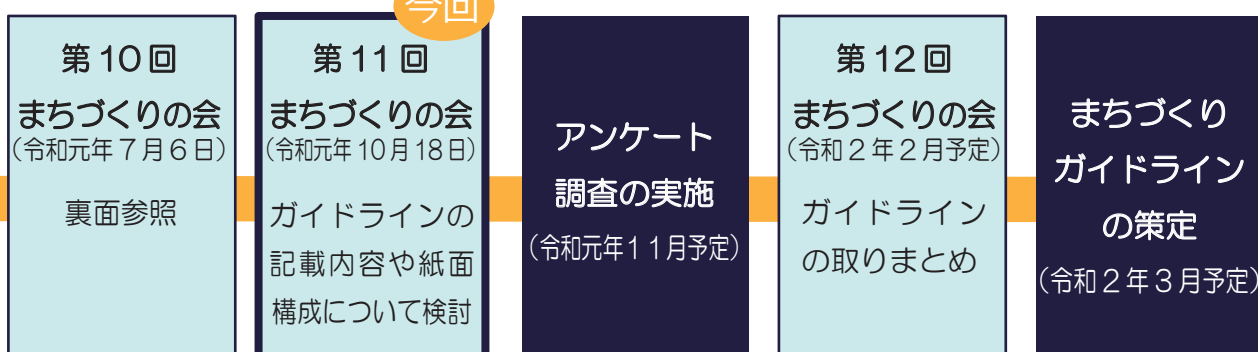 今回
第10回
まちづくりの会
(令和元年7月6日)
裏面参照
第11回
まちづくりの会
(令和元年10月18日)
ガイドラインの
記載内容や紙面
構成について検討
アンケート
調査の実施
(令和元年11月予定)
第12回
まちづくりの会
(令和2年2月予定)
ガイドライン
の取りまとめ
まちづくり
ガイドライン
の策定
(令和2年3月予定)